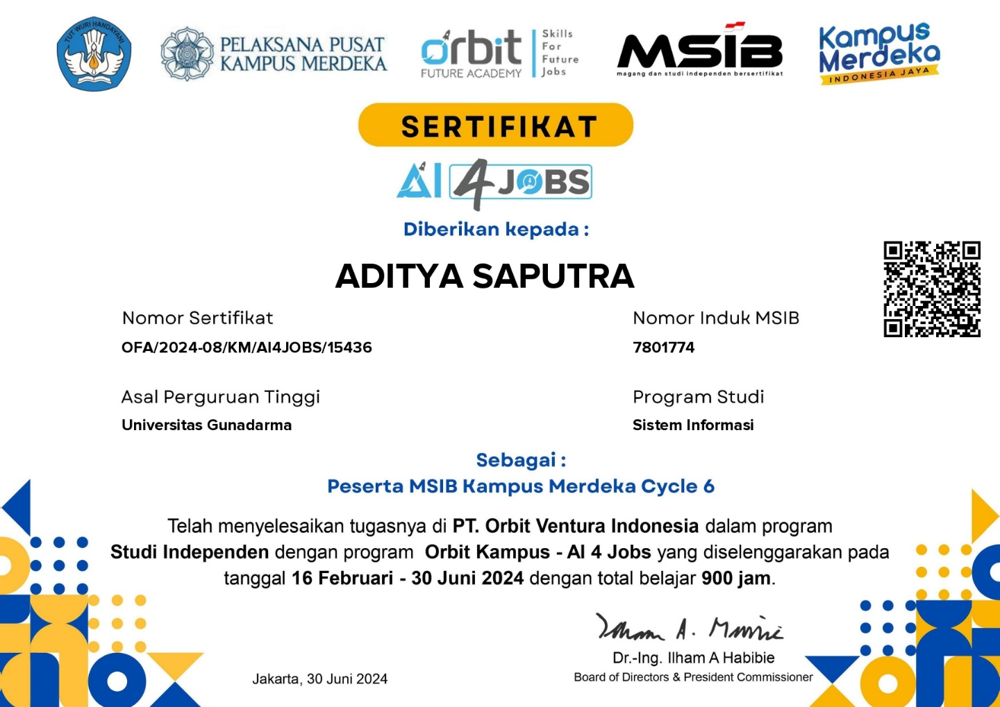 TUT WURI HANDAYANI
PELAKSANA PUSAT
KAMPUS MERDEKA
Orbit
FUTURE ACADEMY
Skills
For
Future
Jobs
MSIB
magang dan studi independen bersertifikat
Kampus
Merdeka
INDONESIA JAYA
SERTIFIKAT
AI 4 JOBS
Diberikan kepada :
ADITYA SAPUTRA
Nomor Sertifikat
OFA/2024-08/KM/AI4JOBS/15436
Nomor Induk MSIB
7801774
Asal Perguruan Tinggi
Universitas Gunadarma
Program Studi
Sistem Informasi
Sebagai :
Peserta MSIB Kampus Merdeka Cycle 6
Telah menyelesaikan tugasnya di PT. Orbit Ventura Indonesia dalam program
Studi Independen dengan program Orbit Kampus - AI 4 Jobs yang diselenggarakan pada
tanggal 16 Februari - 30 Juni 2024 dengan total belajar 900 jam.
Dr.-Ing. Ilham A Habibie
Board of Directors & President Commissioner
Jakarta, 30 Juni 2024